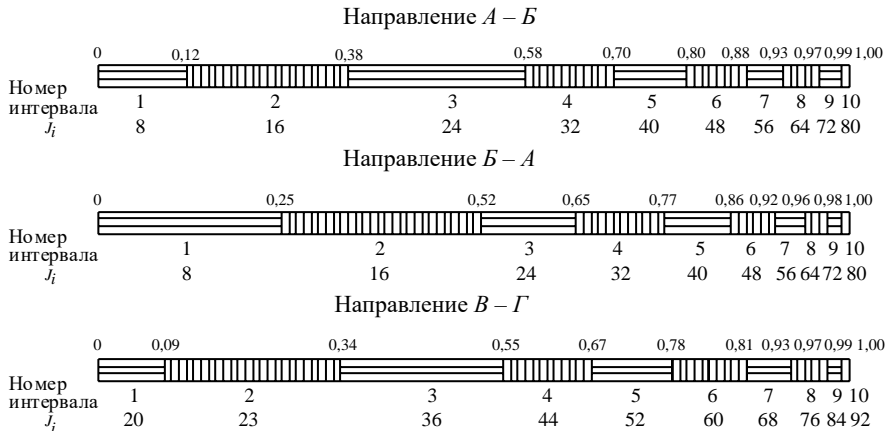 Направление А – Б
0 0,12 0,38 0,58 0,70 0,80 0,88 0,93 0,97 0,99 1,00
Номер
интервала 1 2 3 4 5 6 7 8 9 10
Ji 8 16 24 32 40 48 56 64 72 80
Направление Б – А
0 0,25 0,52 0,65 0,77 0,86 0,92 0,96 0,98 1,00
Номер
интервала 1 2 3 4 5 6 7 8 9 10
Ji 8 16 24 32 40 48 56 64 72 80
Направление В – Г
0 0,09 0,34 0,55 0,67 0,78 0,81 0,93 0,97 0,99 1,00
Номер
интервала 1 2 3 4 5 6 7 8 9 10
Ji 20 23 36 44 52 60 68 76 84 92